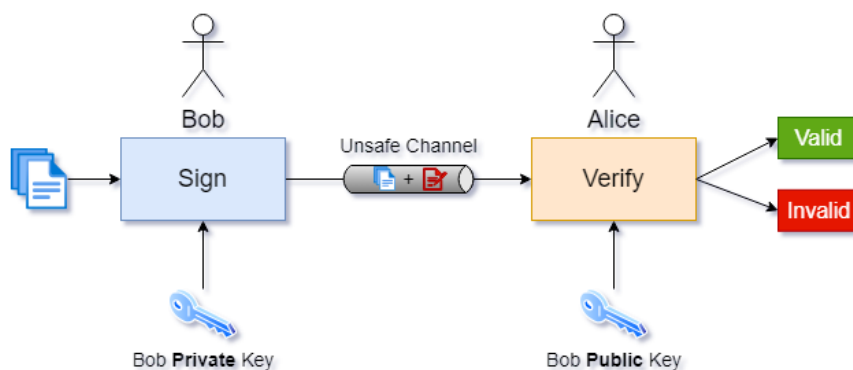 Bob
Alice
Unsafe Channel
Valid
Sign
+
Verify
Invalid
Bob Private Key
Bob Public Key